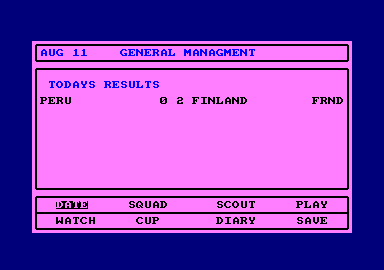 AUG 11 GENERAL MANAGMENT
TODAYS RESULTS
PERU 0 2 FINLAND FRND
DATE SQUAD SCOUT PLAY
WATCH CUP DIARY SAVE